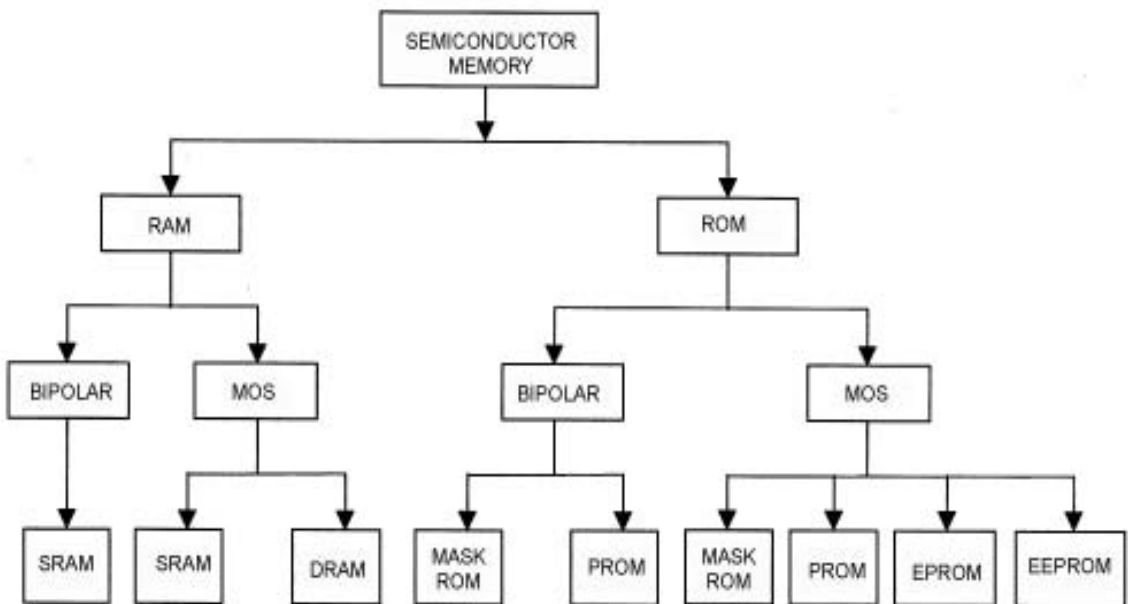 SEMICONDUCTOR
MEMORY
RAM
ROM
BIPOLAR
MOS
BIPOLAR
MOS
SRAM
SRAM
DRAM
MASK
ROM
PROM
MASK
ROM
PROM
EPROM
EEPROM